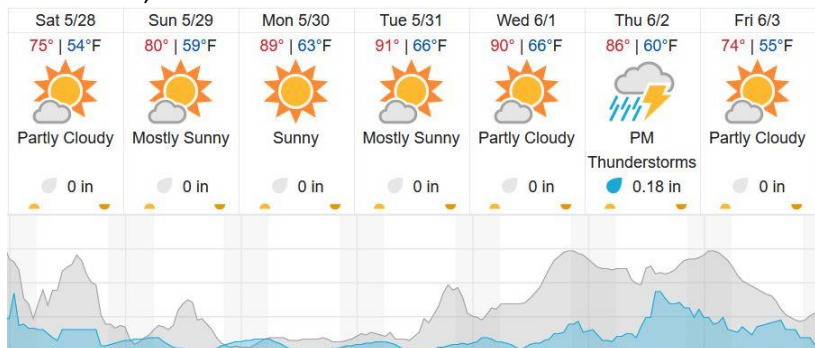 Sat 5/28 Sun 5/29 Mon 5/30 Tue 5/31 Wed 6/1 Thu 6/2 Fri 6/3
75° | 54°F 80° | 59°F 89° | 63°F 91° | 66°F 90° | 66°F 86° | 60°F 74° | 55°F
Partly Cloudy Mostly Sunny Sunny Mostly Sunny Partly Cloudy PM Partly Cloudy
Thunderstorms
0 in 0 in 0 in 0 in 0 in 0.18 in 0 in